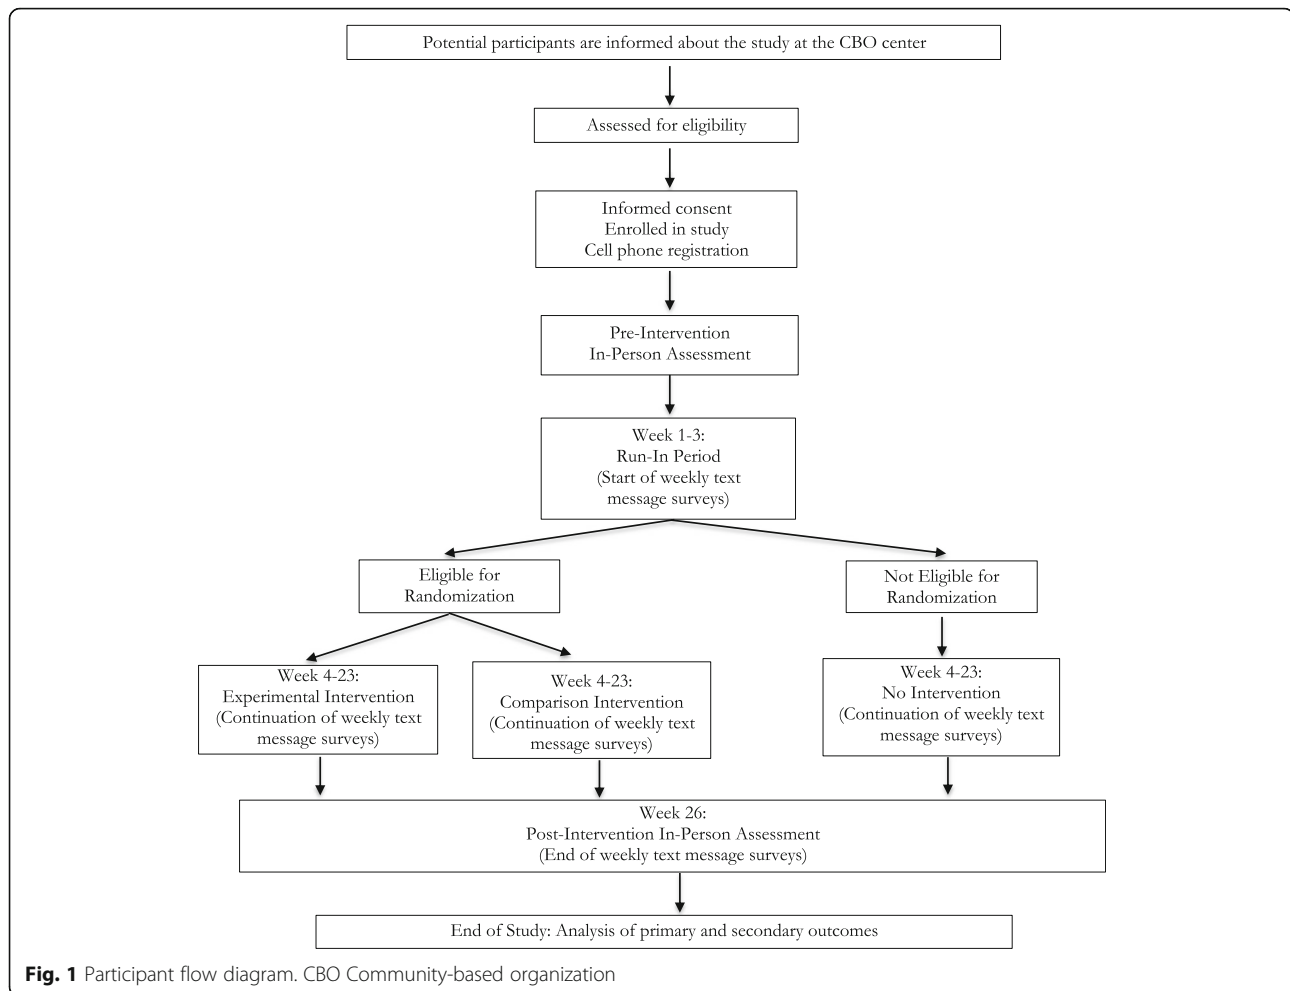 Potential participants are informed about the study at the CBO center
Assessed for eligibility
Informed consent
Enrolled in study
Cell phone registration
Pre-Intervention
In-Person Assessment
Week 1-3:
Run-In Period
(Start of weekly text
message surveys)
Eligible for
Randomization
Not Eligible for
Randomization
Week 4-23:
Experimental Intervention
(Continuation of weekly text
message surveys)
Week 4-23:
Comparison Intervention
(Continuation of weekly text
message surveys)
Week 4-23:
No Intervention
(Continuation of weekly text
message surveys)
Week 26:
Post-Intervention In-Person Assessment
(End of weekly text message surveys)
End of Study: Analysis of primary and secondary outcomes
Fig. 1 Participant flow diagram. CBO Community-based organization